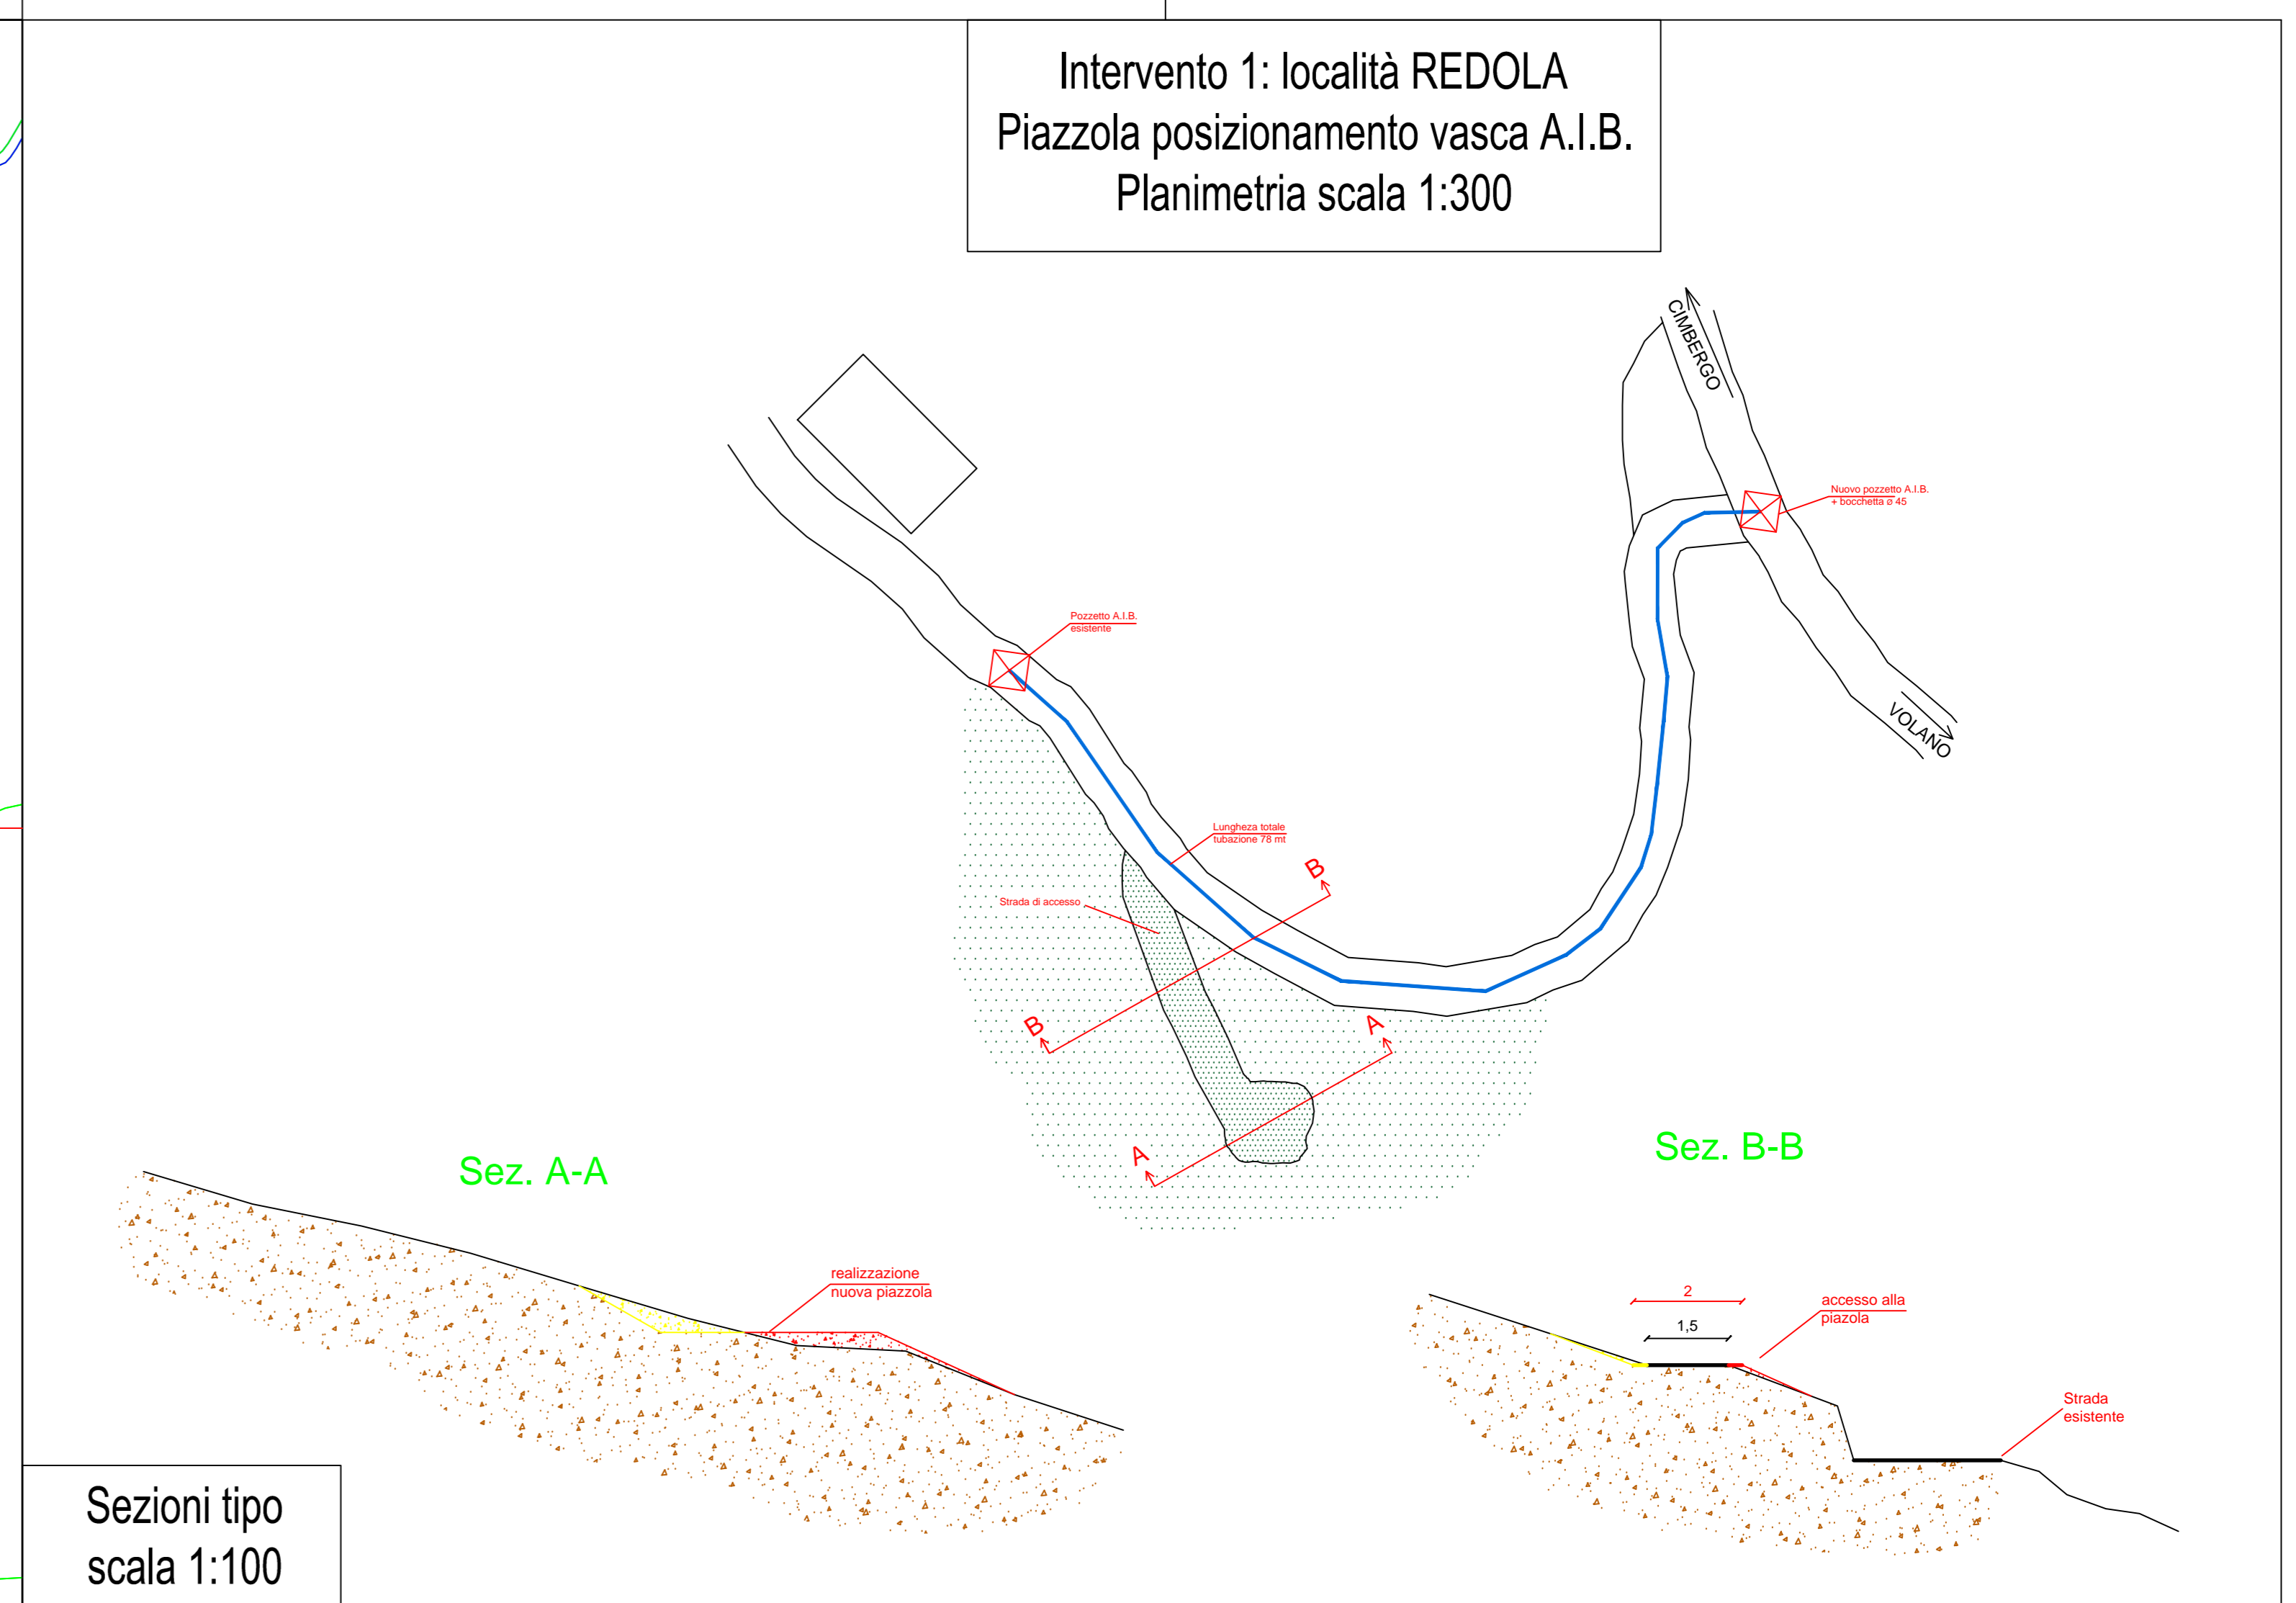 Intervento 1: località REDOLA
Piazzola posizionamento vasca A.I.B.
Planimetria scala 1:300
CIMBERGO
Nuovo pozzetto A.I.B.
+ bocchetta ø 45
Pozzetto A.I.B.
esistente
VOLANO
Lungheza totale
tubazione 78 mt
B
Strada di accesso
B
A
A
Sez. A-A
Sez. B-B
realizzazione
nuova piazzola
2
1,5
accesso alla
piazola
Strada
esistente
Sezioni tipo
scala 1:100